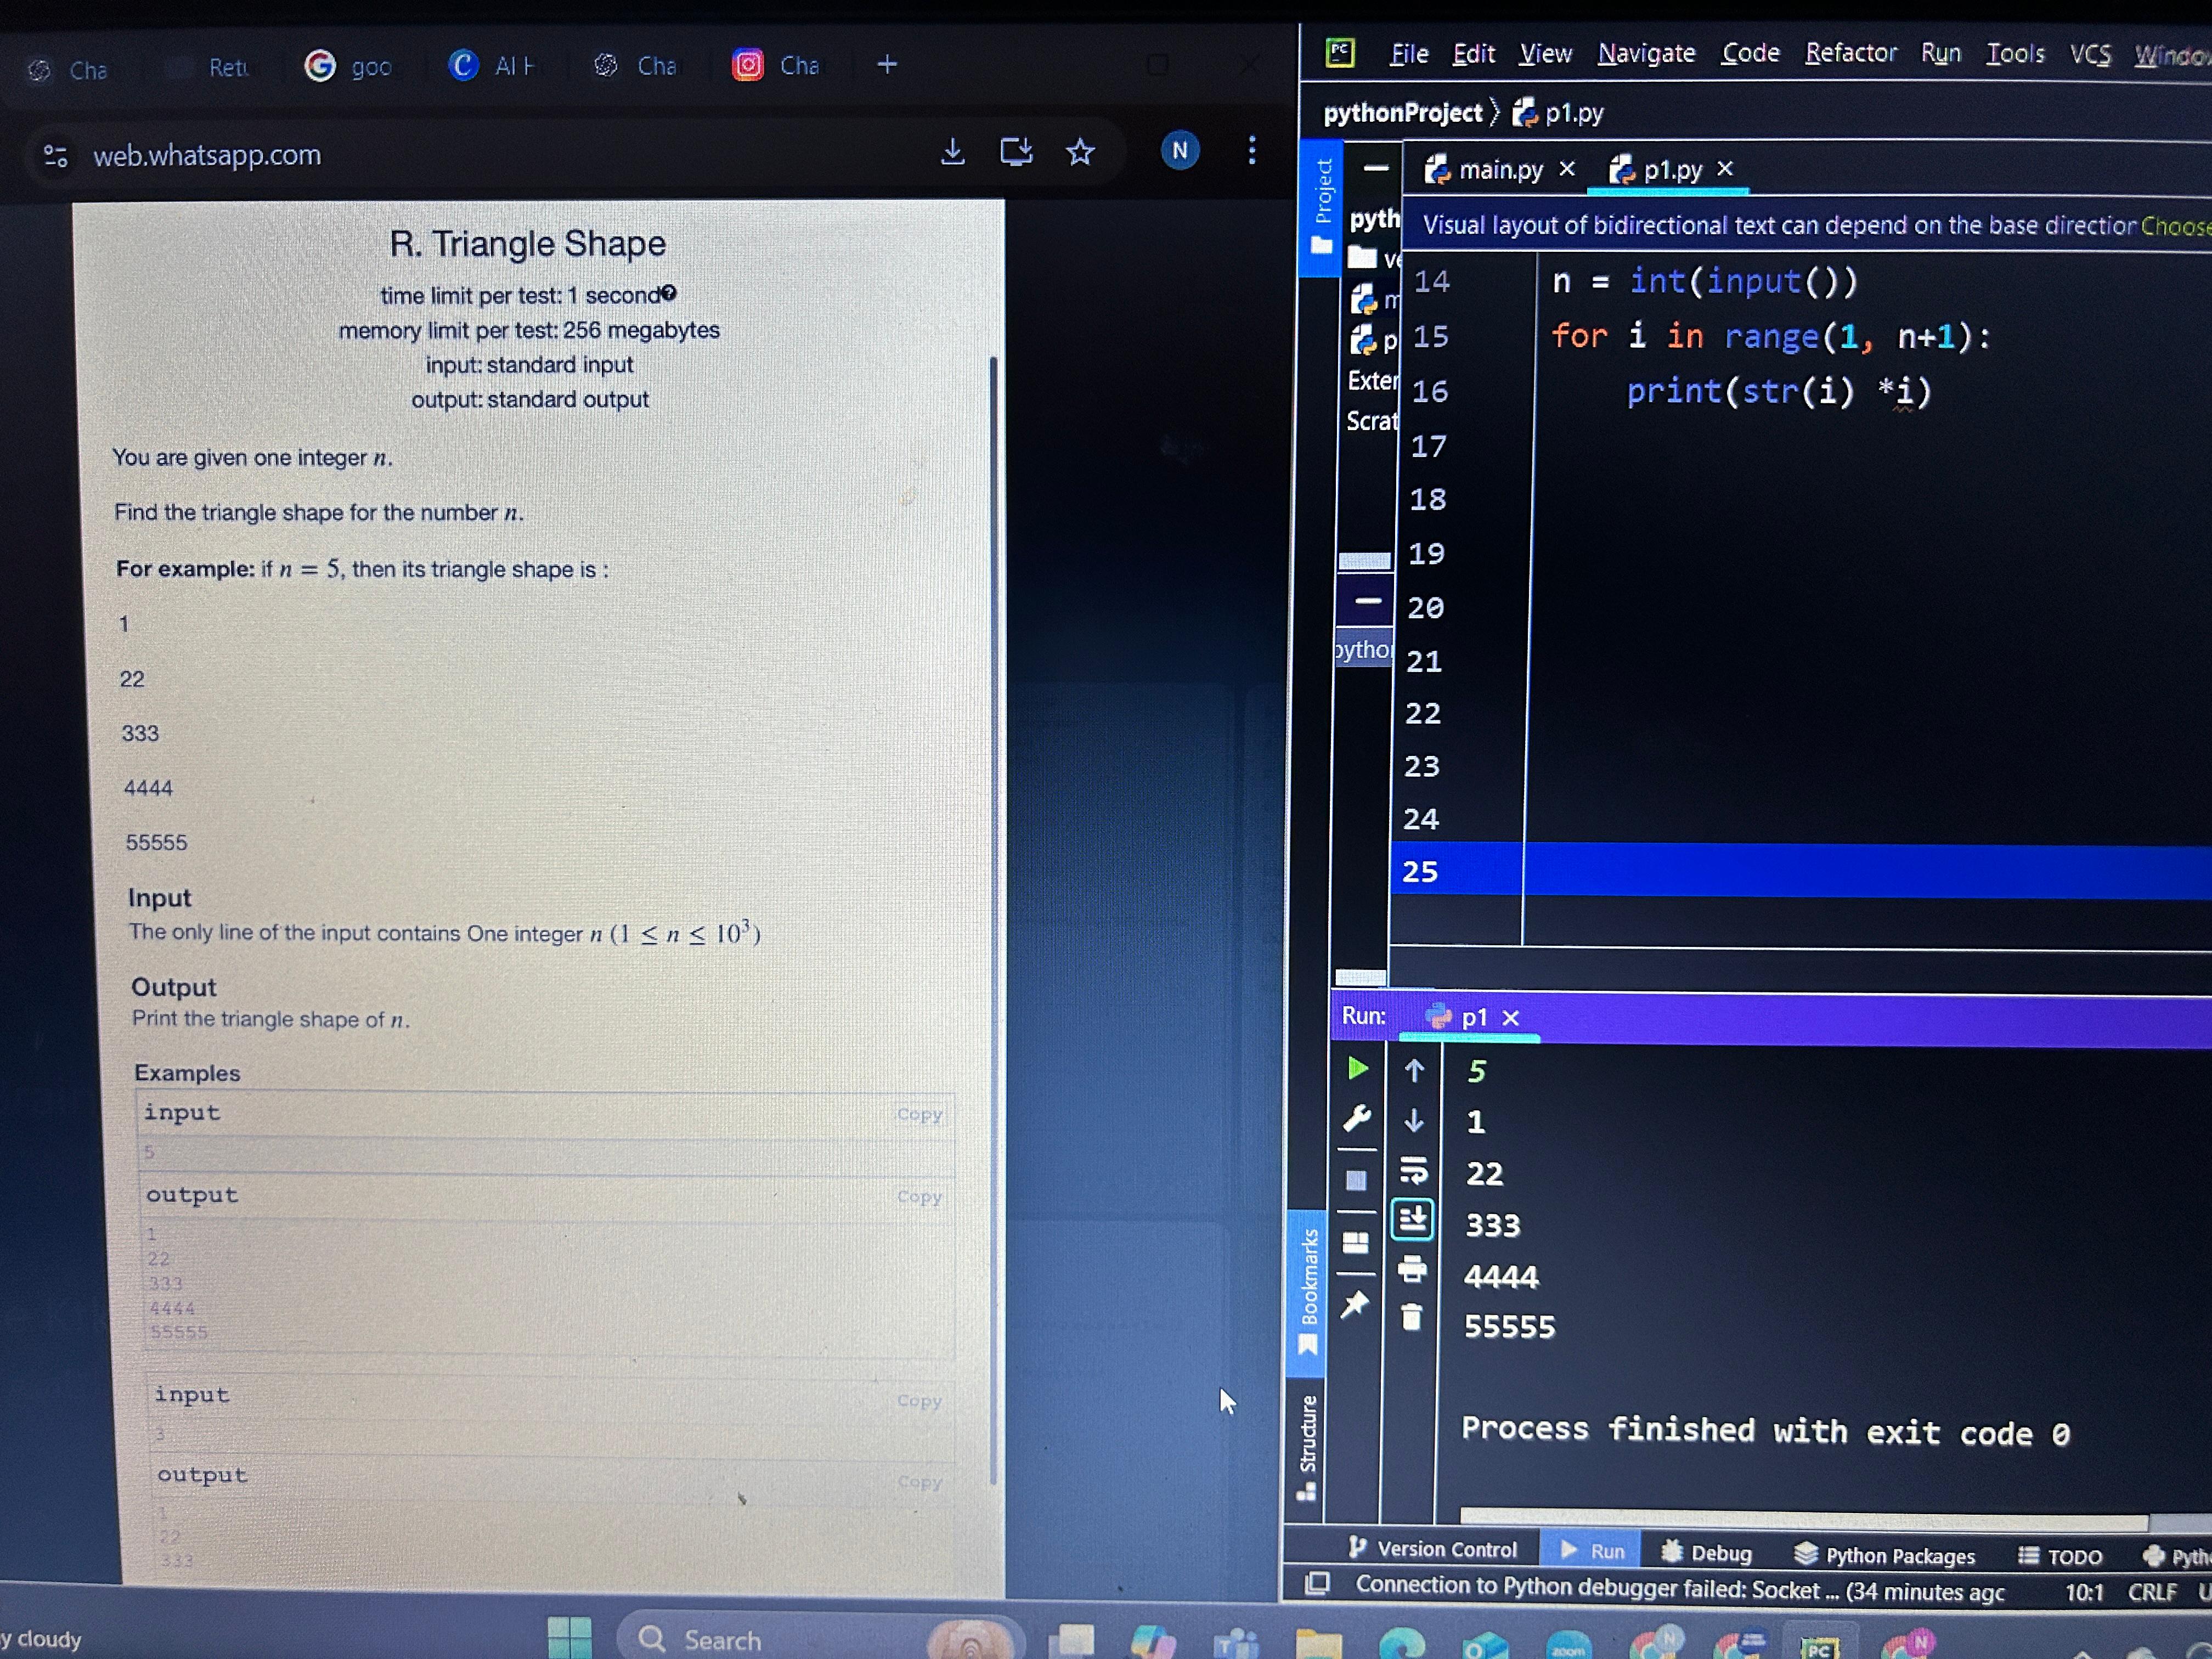 Cha
Retu
goo
AI H
Cha
Cha
web.whatsapp.com
N
R. Triangle Shape
time limit per test: 1 second
memory limit per test: 256 megabytes
input: standard input
output: standard output
You are given one integer n.
Find the triangle shape for the number n.
For example: if n = 5, then its triangle shape is :
1
22
333
4444
55555
Input
The only line of the input contains One integer n (1 ≤ n ≤ 10³)
Output
Print the triangle shape of n.
Examples
input
Copy
5
output
Copy
1
22
333
4444
55555
input
Copy
3
output
Copy
1
22
333
PC
File Edit View Navigate Code Refactor Run Tools VCS Window
pythonProject p1.py
Project
main.py
p1.py
pyth
Visual layout of bidirectional text can depend on the base direction Choose
ve
m
p
Exter
Scrat
pytho
14 n = int(input())
15 for i in range(1, n+1):
16 print(str(i) *i)
17
18
19
20
21
22
23
24
25
Run: p1
5
1
22
333
4444
55555
Process finished with exit code 0
Bookmarks
Structure
Version Control Run Debug Python Packages TODO Pyth
Connection to Python debugger failed: Socket ... (34 minutes ago 10:1 CRLF U
y cloudy
Search
zoom
PC
N